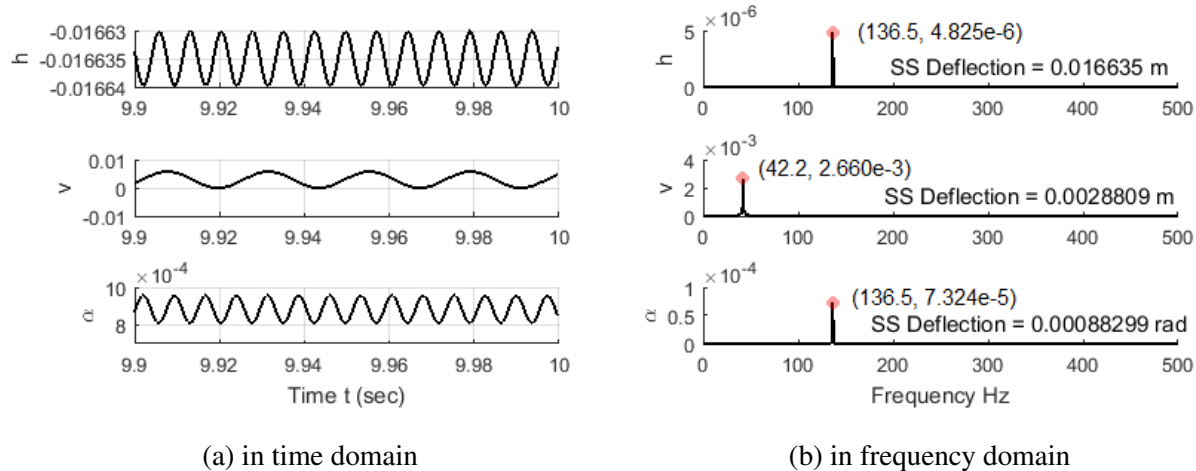 -0.01663
h
-0.016635
-0.01664
9.9 9.92 9.94 9.96 9.98 10
0.01
v
0
-0.01
9.9 9.92 9.94 9.96 9.98 10
×10-4
10
α
8
9.9 9.92 9.94 9.96 9.98 10
Time t (sec)
(a) in time domain
×10-6
5
h
0
(136.5, 4.825e-6)
SS Deflection = 0.016635 m
0 100 200 300 400 500
×10-3
4
v
2
0
(42.2, 2.660e-3)
SS Deflection = 0.0028809 m
0 100 200 300 400 500
×10-4
1
α
0.5
0
(136.5, 7.324e-5)
SS Deflection = 0.00088299 rad
0 100 200 300 400 500
Frequency Hz
(b) in frequency domain